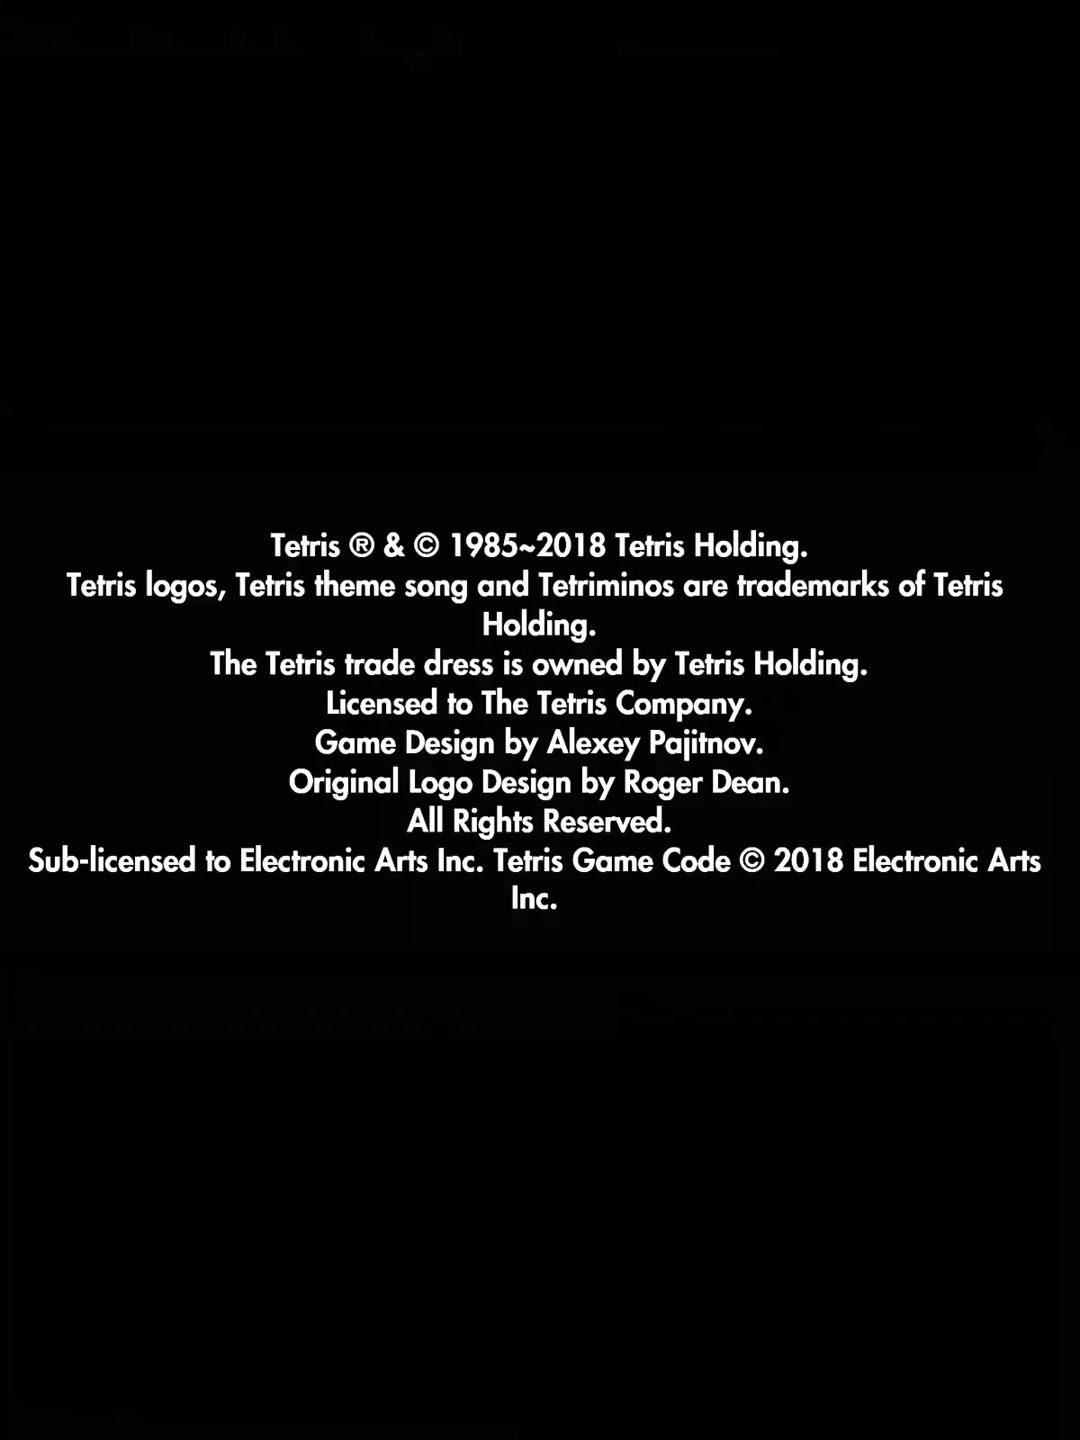 Tetris ® & © 1985~2018 Tetris Holding.
Tetris logos, Tetris theme song and Tetriminos are trademarks of Tetris
Holding.
The Tetris trade dress is owned by Tetris Holding.
Licensed to The Tetris Company.
Game Design by Alexey Pajitnov.
Original Logo Design by Roger Dean.
All Rights Reserved.
Sub-licensed to Electronic Arts Inc. Tetris Game Code © 2018 Electronic Arts
Inc.